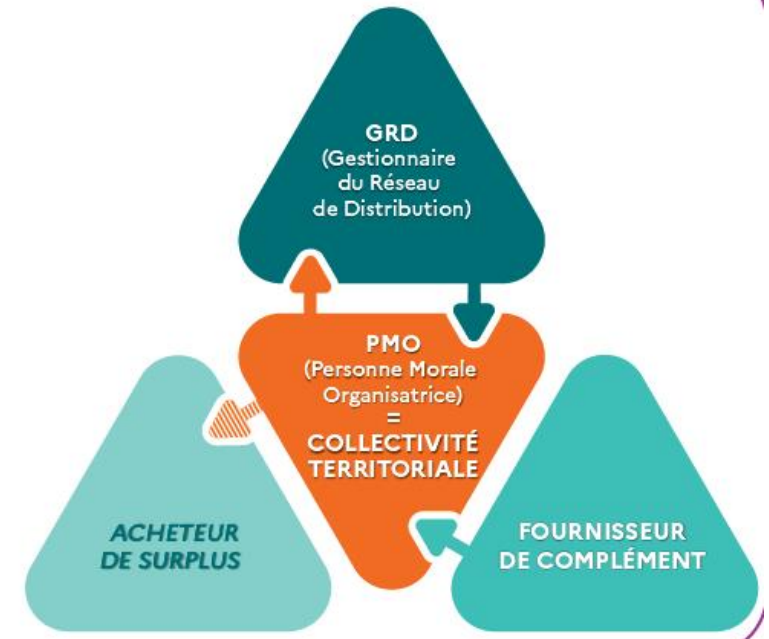 GRD
(Gestionnaire
du Réseau
de Distribution)
PMO
(Personne Morale
Organisatrice)
=
COLLECTIVITÉ
TERRITORIALE
ACHETEUR
DE SURPLUS
FOURNISSEUR
DE COMPLÉMENT